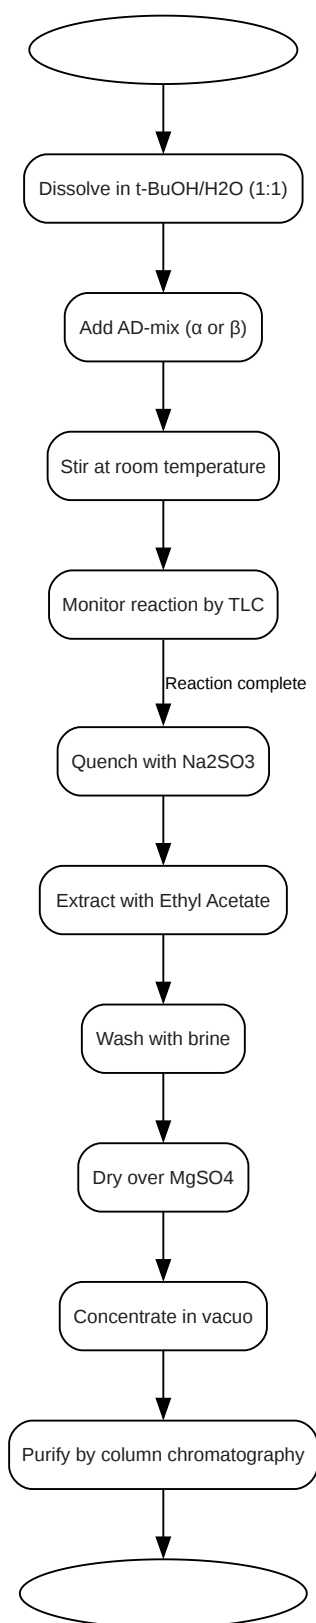 Dissolve in t-BuOH/H2O (1:1)
Add AD-mix (α or β)
Stir at room temperature
Monitor reaction by TLC
Reaction complete
Quench with Na2SO3
Extract with Ethyl Acetate
Wash with brine
Dry over MgSO4
Concentrate in vacuo
Purify by column chromatography